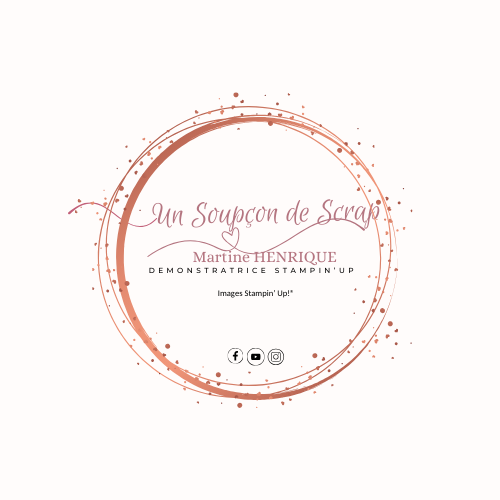 Un Soupçon de Scrap
Martine HENRIQUE
DEMONSTRATRICE STAMPIN'UP
Images Stampin' Up!®